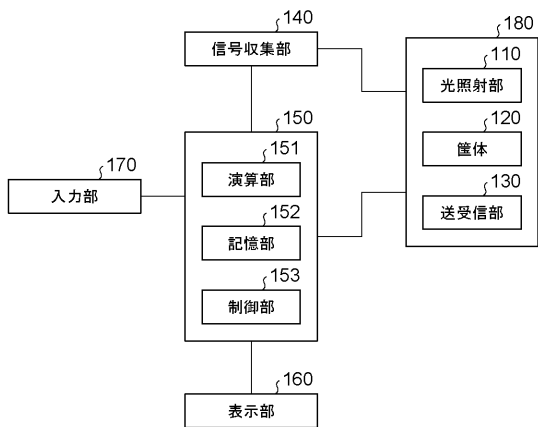 140
信号収集部
180
110
光照射部
120
筐体
130
送受信部
150
151
演算部
152
記憶部
153
制御部
170
入力部
160
表示部